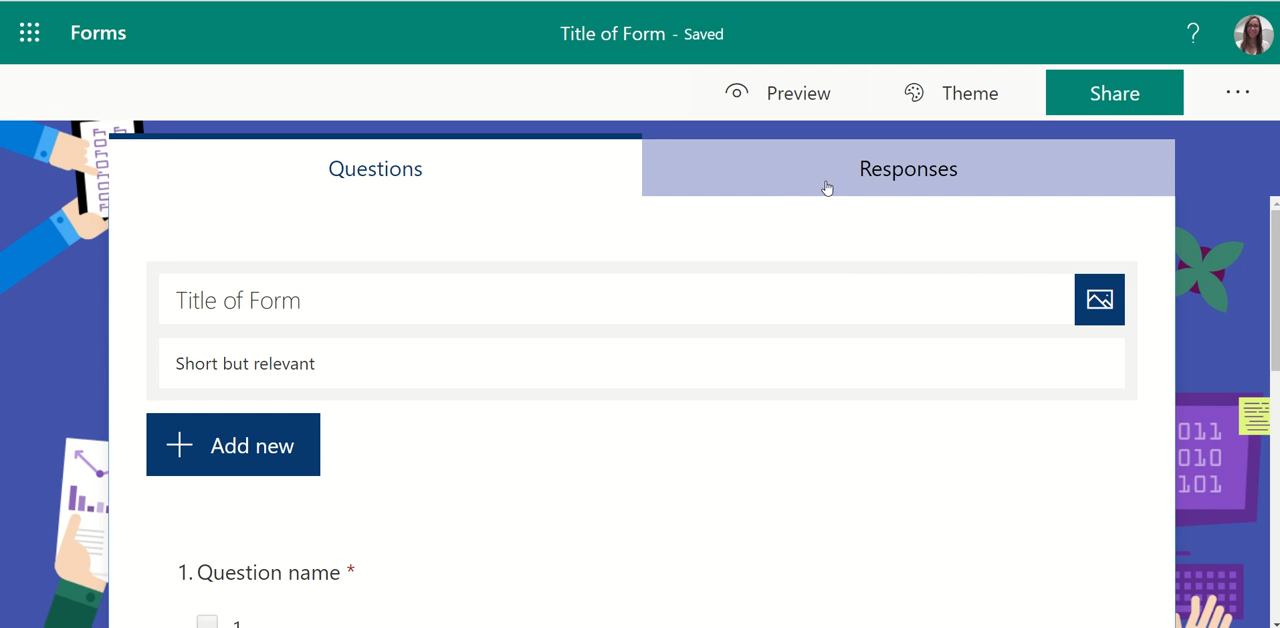 Forms
Title of Form - Saved
?
Preview
Theme
Share
...
Questions
Responses
Title of Form
Short but relevant
+ Add new
1. Question name *
1
011
010
101